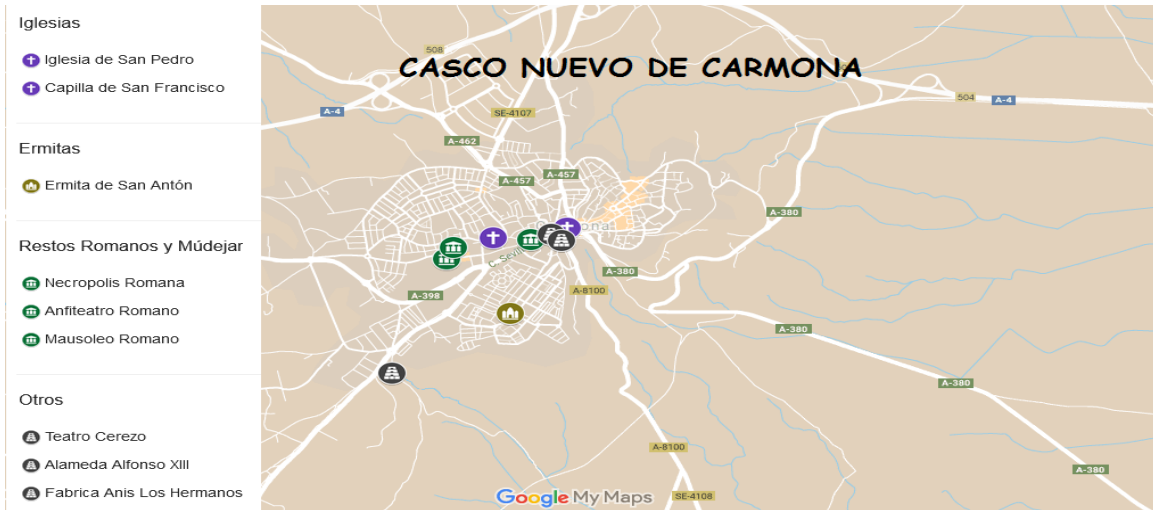 Iglesias
Iglesia de San Pedro
Capilla de San Francisco
Ermitas
Ermita de San Antón
Restos Romanos y Múdejar
Necropolis Romana
Anfiteatro Romano
Mausoleo Romano
Otros
Teatro Cerezo
Alameda Alfonso XIII
Fabrica Anis Los Hermanos
CASCO NUEVO DE CARMONA
508
504
A-4
A-4
SE-4107
A-462
A-457
A-457
A-380
A-380
A-8100
A-398
A-380
A-380
A-8100
A-380
SE-4108
Google My Maps